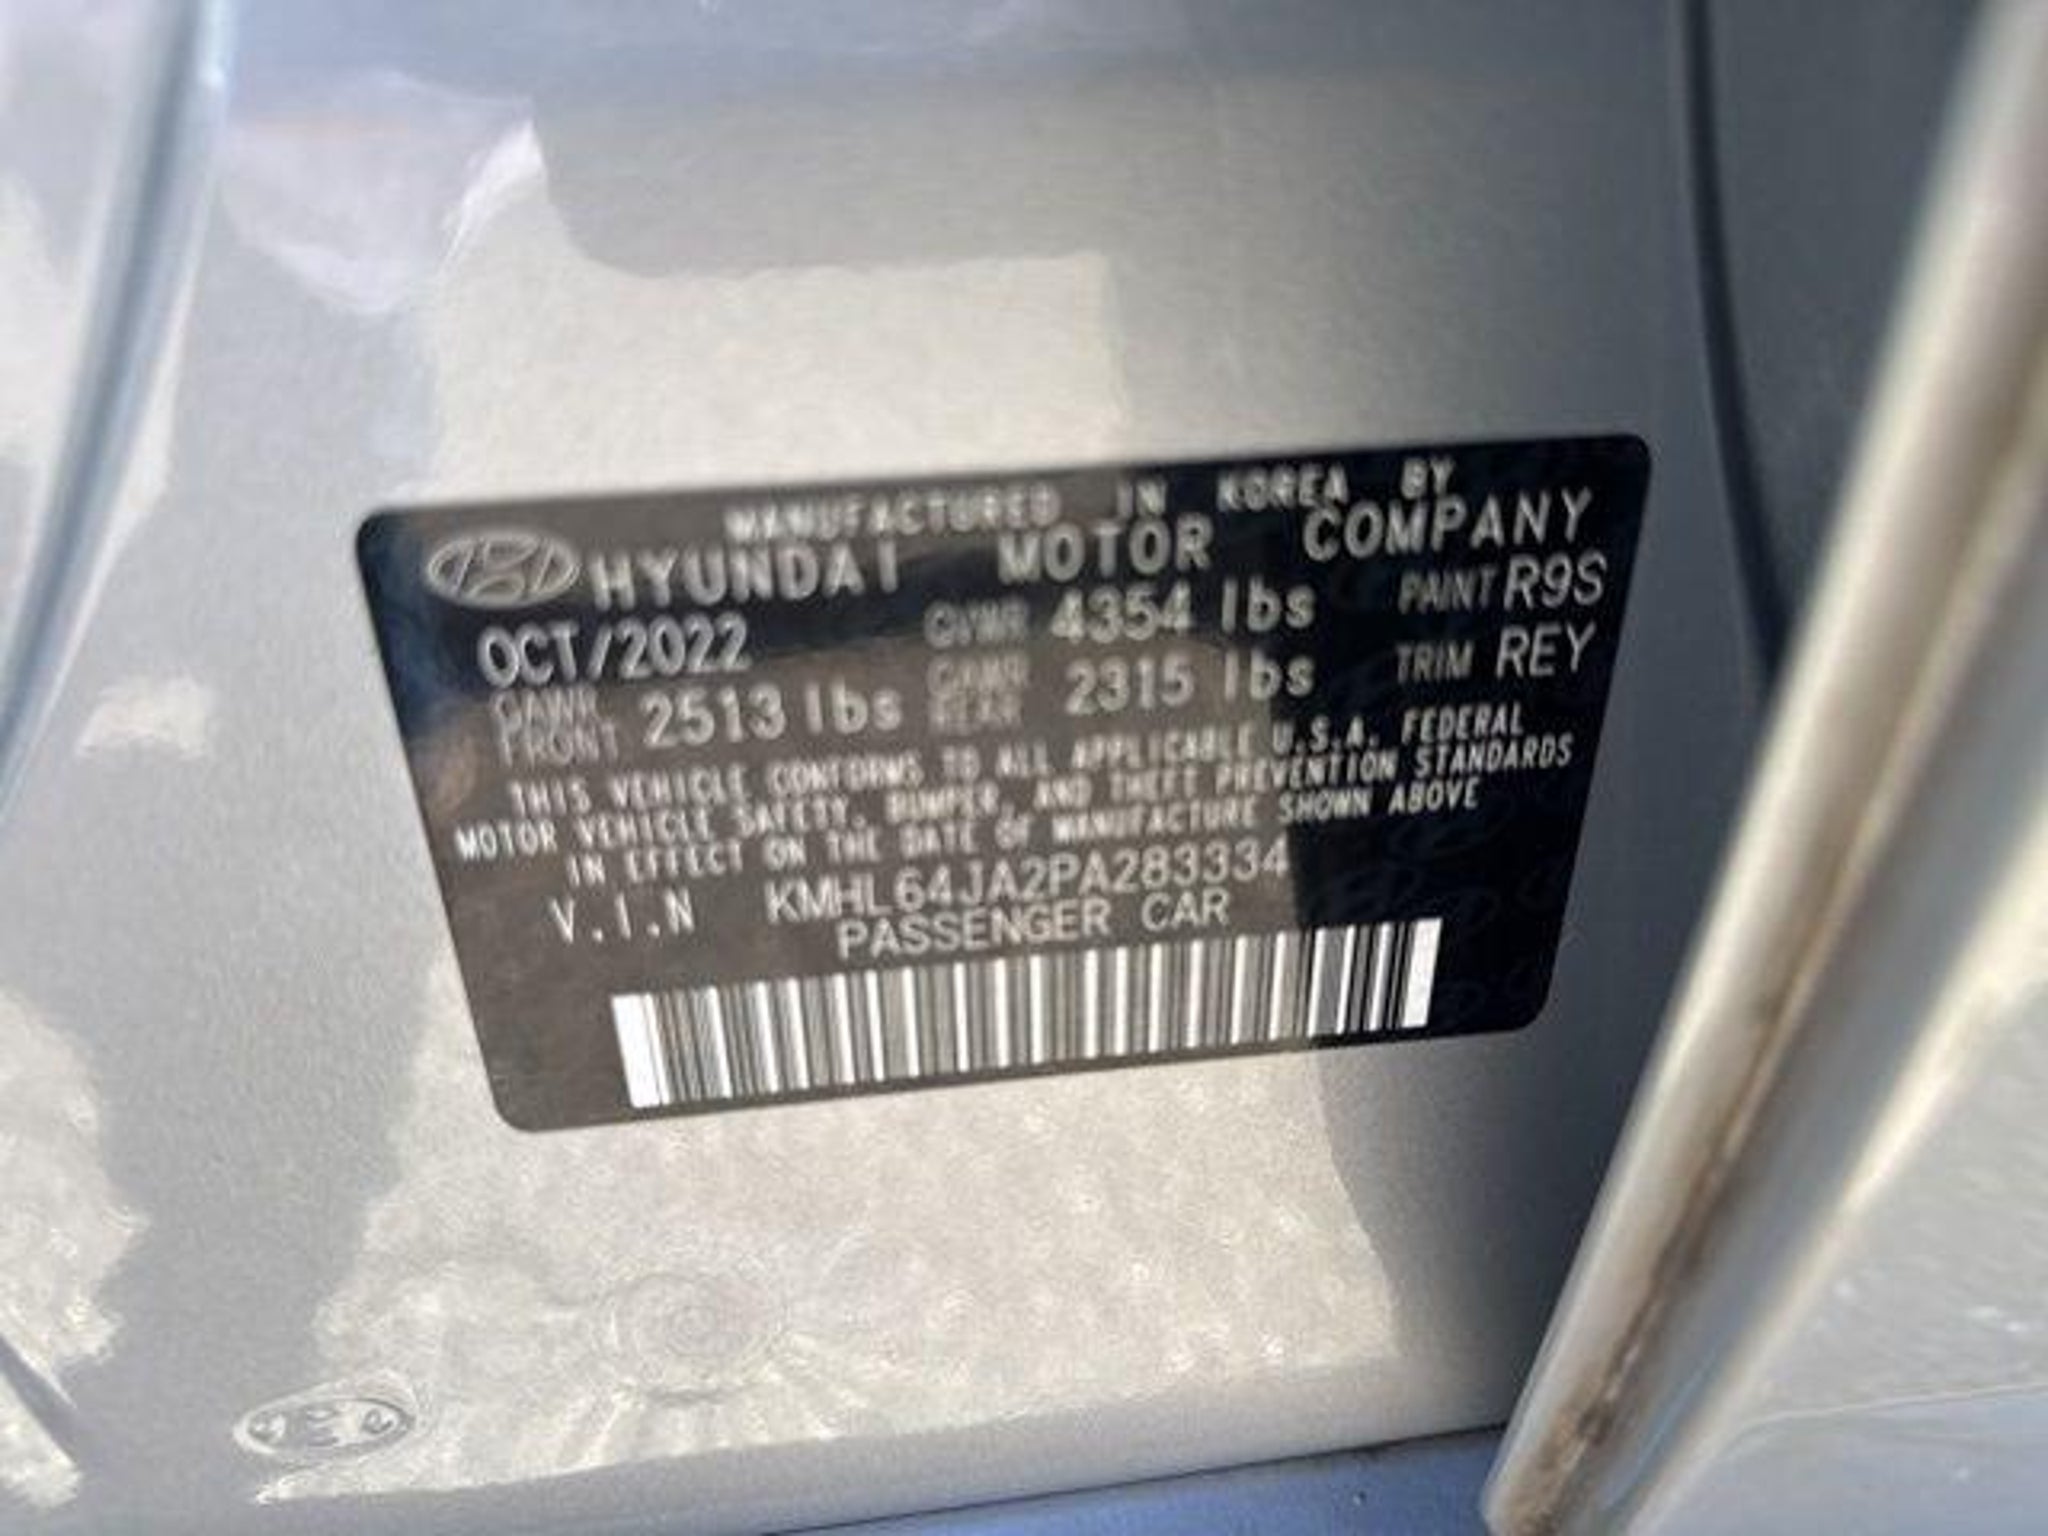 MANUFACTURED IN KOREA BY
HYUNDAI MOTOR COMPANY
OCT/2022 GVWR 4354 lbs PAINT R9S
GAWR FRONT 2513 lbs GAWR REAR 2315 lbs TRIM REY
THIS VEHICLE CONFORMS TO ALL APPLICABLE U.S.A. FEDERAL
MOTOR VEHICLE SAFETY, BUMPER, AND THEFT PREVENTION STANDARDS
IN EFFECT ON THE DATE OF MANUFACTURE SHOWN ABOVE
V.I.N KMHL64JA2PA283334
PASSENGER CAR